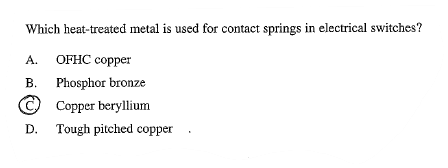 Which heat-treated metal is used for contact springs in electrical switches?
A. OFHC copper
B. Phosphor bronze
C. Copper beryllium
D. Tough pitched copper .